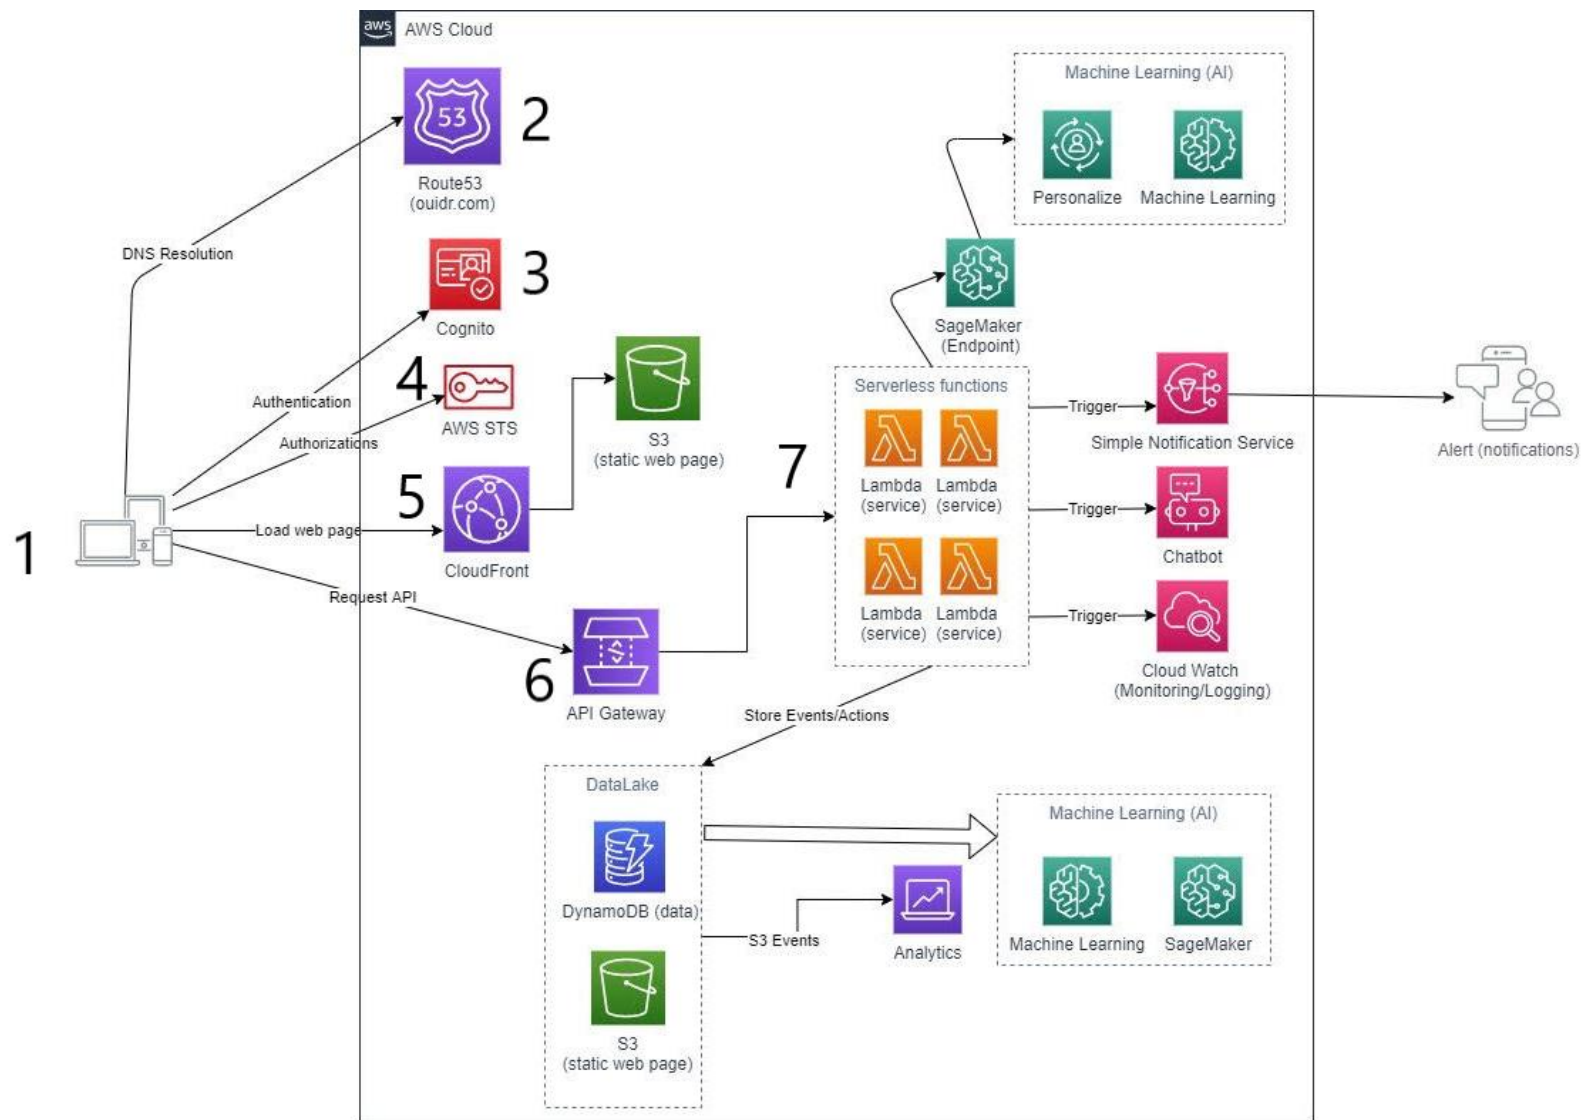 aws
AWS Cloud
Machine Learning (AI)
53
2
Personalize
Machine Learning
Route53
(ouidr.com)
DNS Resolution
3
Cognito
SageMaker
(Endpoint)
4
Authentication
AWS STS
Authorizations
S3
(static web page)
Serverless functions
Lambda
(service)
Lambda
(service)
Lambda
(service)
Lambda
(service)
7
Trigger
Simple Notification Service
Alert (notifications)
Trigger
Chatbot
Trigger
Cloud Watch
(Monitoring/Logging)
5
1
Load web page
CloudFront
Request API
6
API Gateway
Store Events/Actions
DataLake
DynamoDB (data)
S3
(static web page)
S3 Events
Analytics
Machine Learning (AI)
Machine Learning
SageMaker